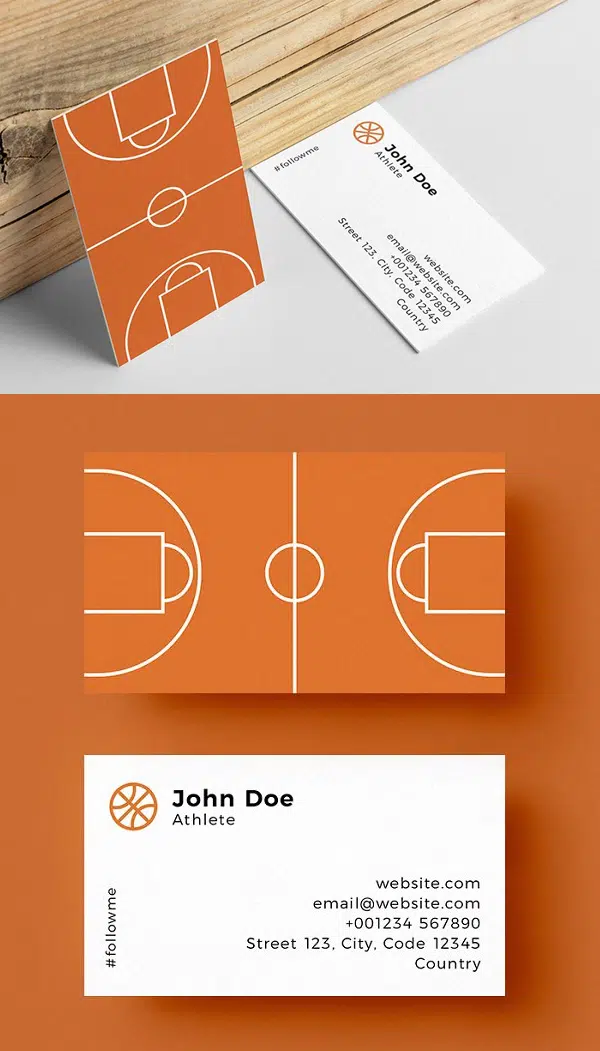 #followme
John Doe
Athlete
website.com
email@website.com
+001234 567890
Street 123, City, Code 12345
Country
John Doe
Athlete
#followme
website.com
email@website.com
+001234 567890
Street 123, City, Code 12345
Country